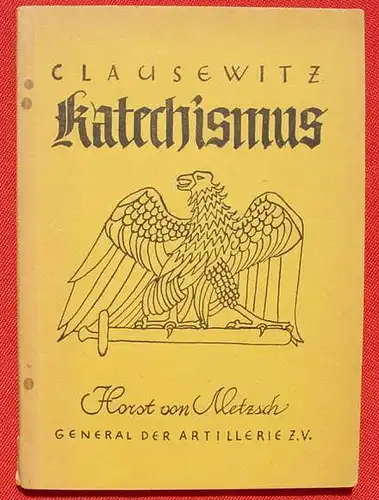 CLAUSEWITZ
Katechismus
Horst von Metzsch
GENERAL DER ARTILLERIE Z.V.